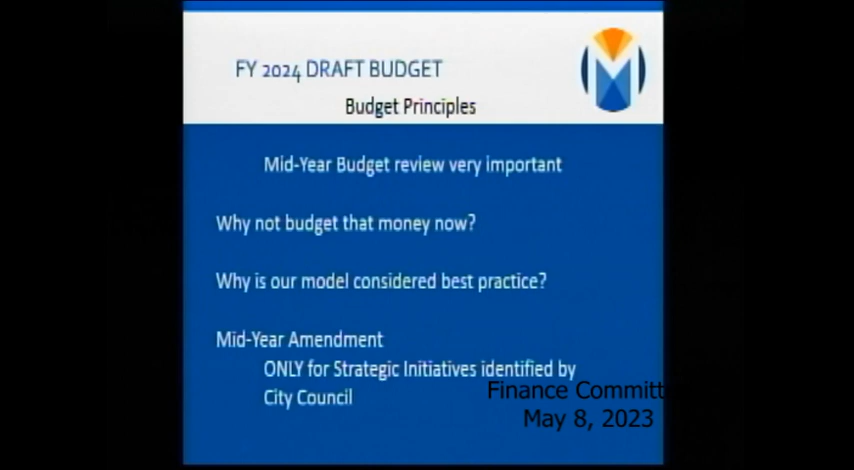 FY 2024 DRAFT BUDGET
Budget Principles
Mid-Year Budget review very important
Why not budget that money now?
Why is our model considered best practice?
Mid-Year Amendment
ONLY for Strategic Initiatives identified by
City Council
Finance Committ
May 8, 2023